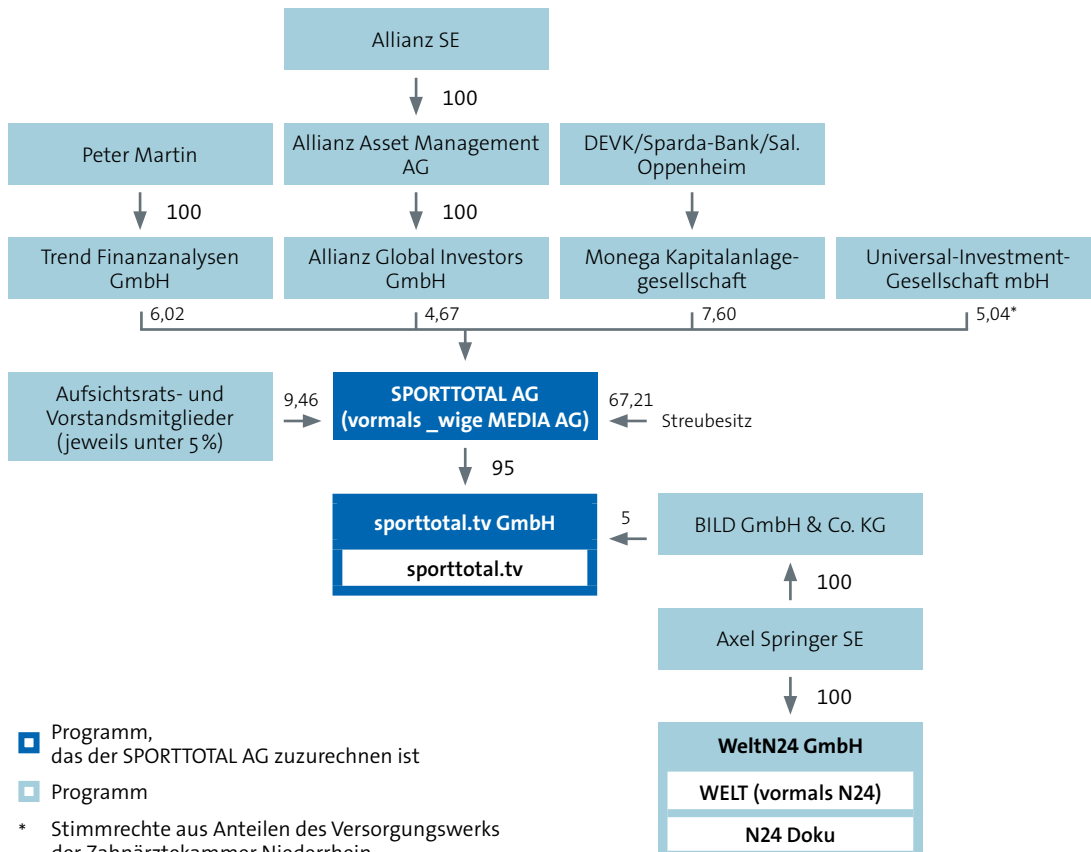 Allianz SE
100
Peter Martin
Allianz Asset Management
AG
DEVK/Sparda-Bank/Sal.
Oppenheim
100
100
Trend Finanzanalysen
GmbH
Allianz Global Investors
GmbH
Monega Kapitalanlage-
gesellschaft
Universal-Investment-
Gesellschaft mbH
6,02
4,67
7,60
5,04*
Aufsichtsrats- und
Vorstandsmitglieder
(jeweils unter 5 %)
9,46
SPORTTOTAL AG
(vormals _wige MEDIA AG)
67,21
Streubesitz
95
sporttotal.tv GmbH
sporttotal.tv
5
BILD GmbH & Co. KG
100
Axel Springer SE
100
WeltN24 GmbH
WELT (vormals N24)
N24 Doku
Programm,
das der SPORTTOTAL AG zuzurechnen ist
Programm
* Stimmrechte aus Anteilen des Versorgungswerks
der Zahnärztekammer Niederrhein